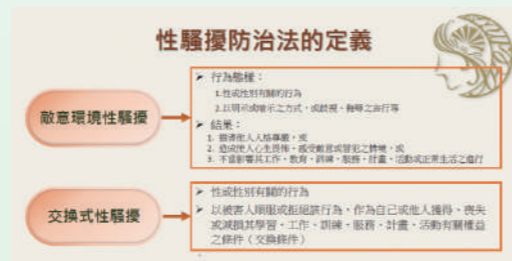 性騷擾防治法的定義
敵意環境性騷擾
➤ 行為態樣：
1.性或性別有關的行為
2.以明示或暗示之方式，或歧視、侮辱之言行等
➤ 結果：
1. 損害他人人格尊嚴，或
2. 造成使人心生畏怖、感受敵意或冒犯之情境，或
3. 不當影響其工作、教育、訓練、服務、計畫、活動或正常生活之進行
交換式性騷擾
➤ 性或性別有關的行為
➤ 以被害人順服或拒絕該行為，作為自己或他人獲得、喪失
或減損其學習、工作、訓練、服務、計畫、活動有關權益
之條件（交換條件）